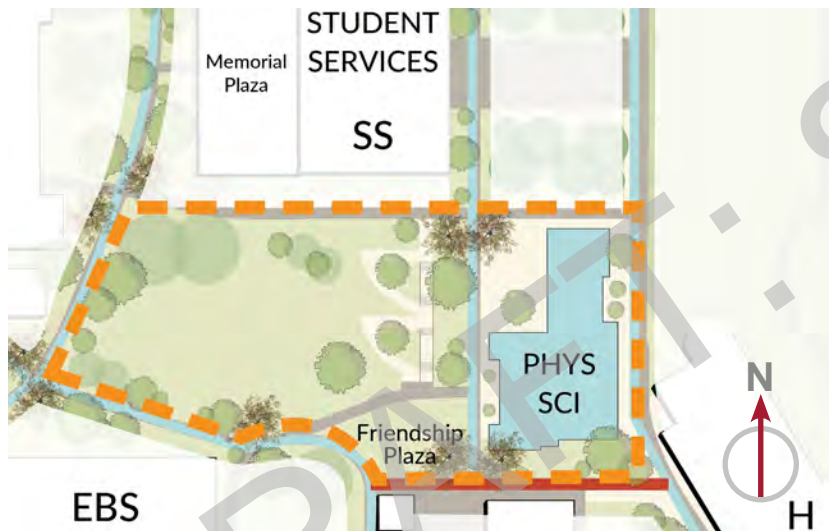 STUDENT
SERVICES
Memorial
Plaza
SS
PHYS
SCI
N
Friendship
Plaza
EBS
H